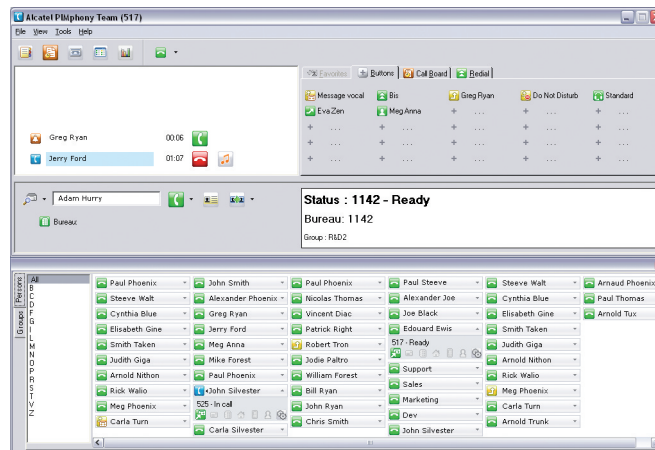 Alcatel PIMphony Team (517)
File View Tools Help
Favorites Buttons Call Board Redial
Message vocal Bis Greg Ryan Do Not Disturb Standard
Eva Zen Meg Anna + ... + ... + ...
+ ... + ... + ... + ... + ...
+ ... + ... + ... + ... + ...
Greg Ryan 00:06
Jerry Ford 01:07
Adam Hurry
Bureau
Status : 1142 - Ready
Bureau: 1142
Group : R&D2
Persons
Groups
All
B
C
D
F
G
I
L
M
N
O
P
R
S
T
V
Z
Paul Phoenix
Steeve Walt
Cynthia Blue
Elisabeth Gine
Smith Taken
Judith Giga
Arnold Nithon
Rick Walio
Meg Phoenix
Carla Turn
John Smith
Alexander Phoenix
Greg Ryan
Jerry Ford
Meg Anna
Mike Forest
Paul Phoenix
John Silvester
525 - In call
Carla Silvester
Paul Phoenix
Nicolas Thomas
Vincent Diac
Patrick Right
Robert Tron
Jodie Paltro
William Forest
Bill Ryan
John Ryan
Chris Smith
Paul Steeve
Alexander Joe
Joe Black
Edouard Ewis
517 - Ready
Support
Sales
Marketing
Dev
John Silvester
Steeve Walt
Cynthia Blue
Elisabeth Gine
Smith Taken
Judith Giga
Arnold Nithon
Rick Walio
Meg Phoenix
Carla Turn
Arnold Trunk
Arnaud Phoenix
Paul Thomas
Arnold Tux